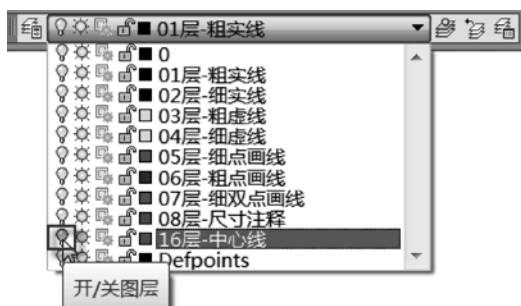 01层-粗实线
0
01层-粗实线
02层-细实线
03层-粗虚线
04层-细虚线
05层-细点画线
06层-粗点画线
07层-细双点画线
08层-尺寸注释
16层-中心线
Defpoints
开/关图层